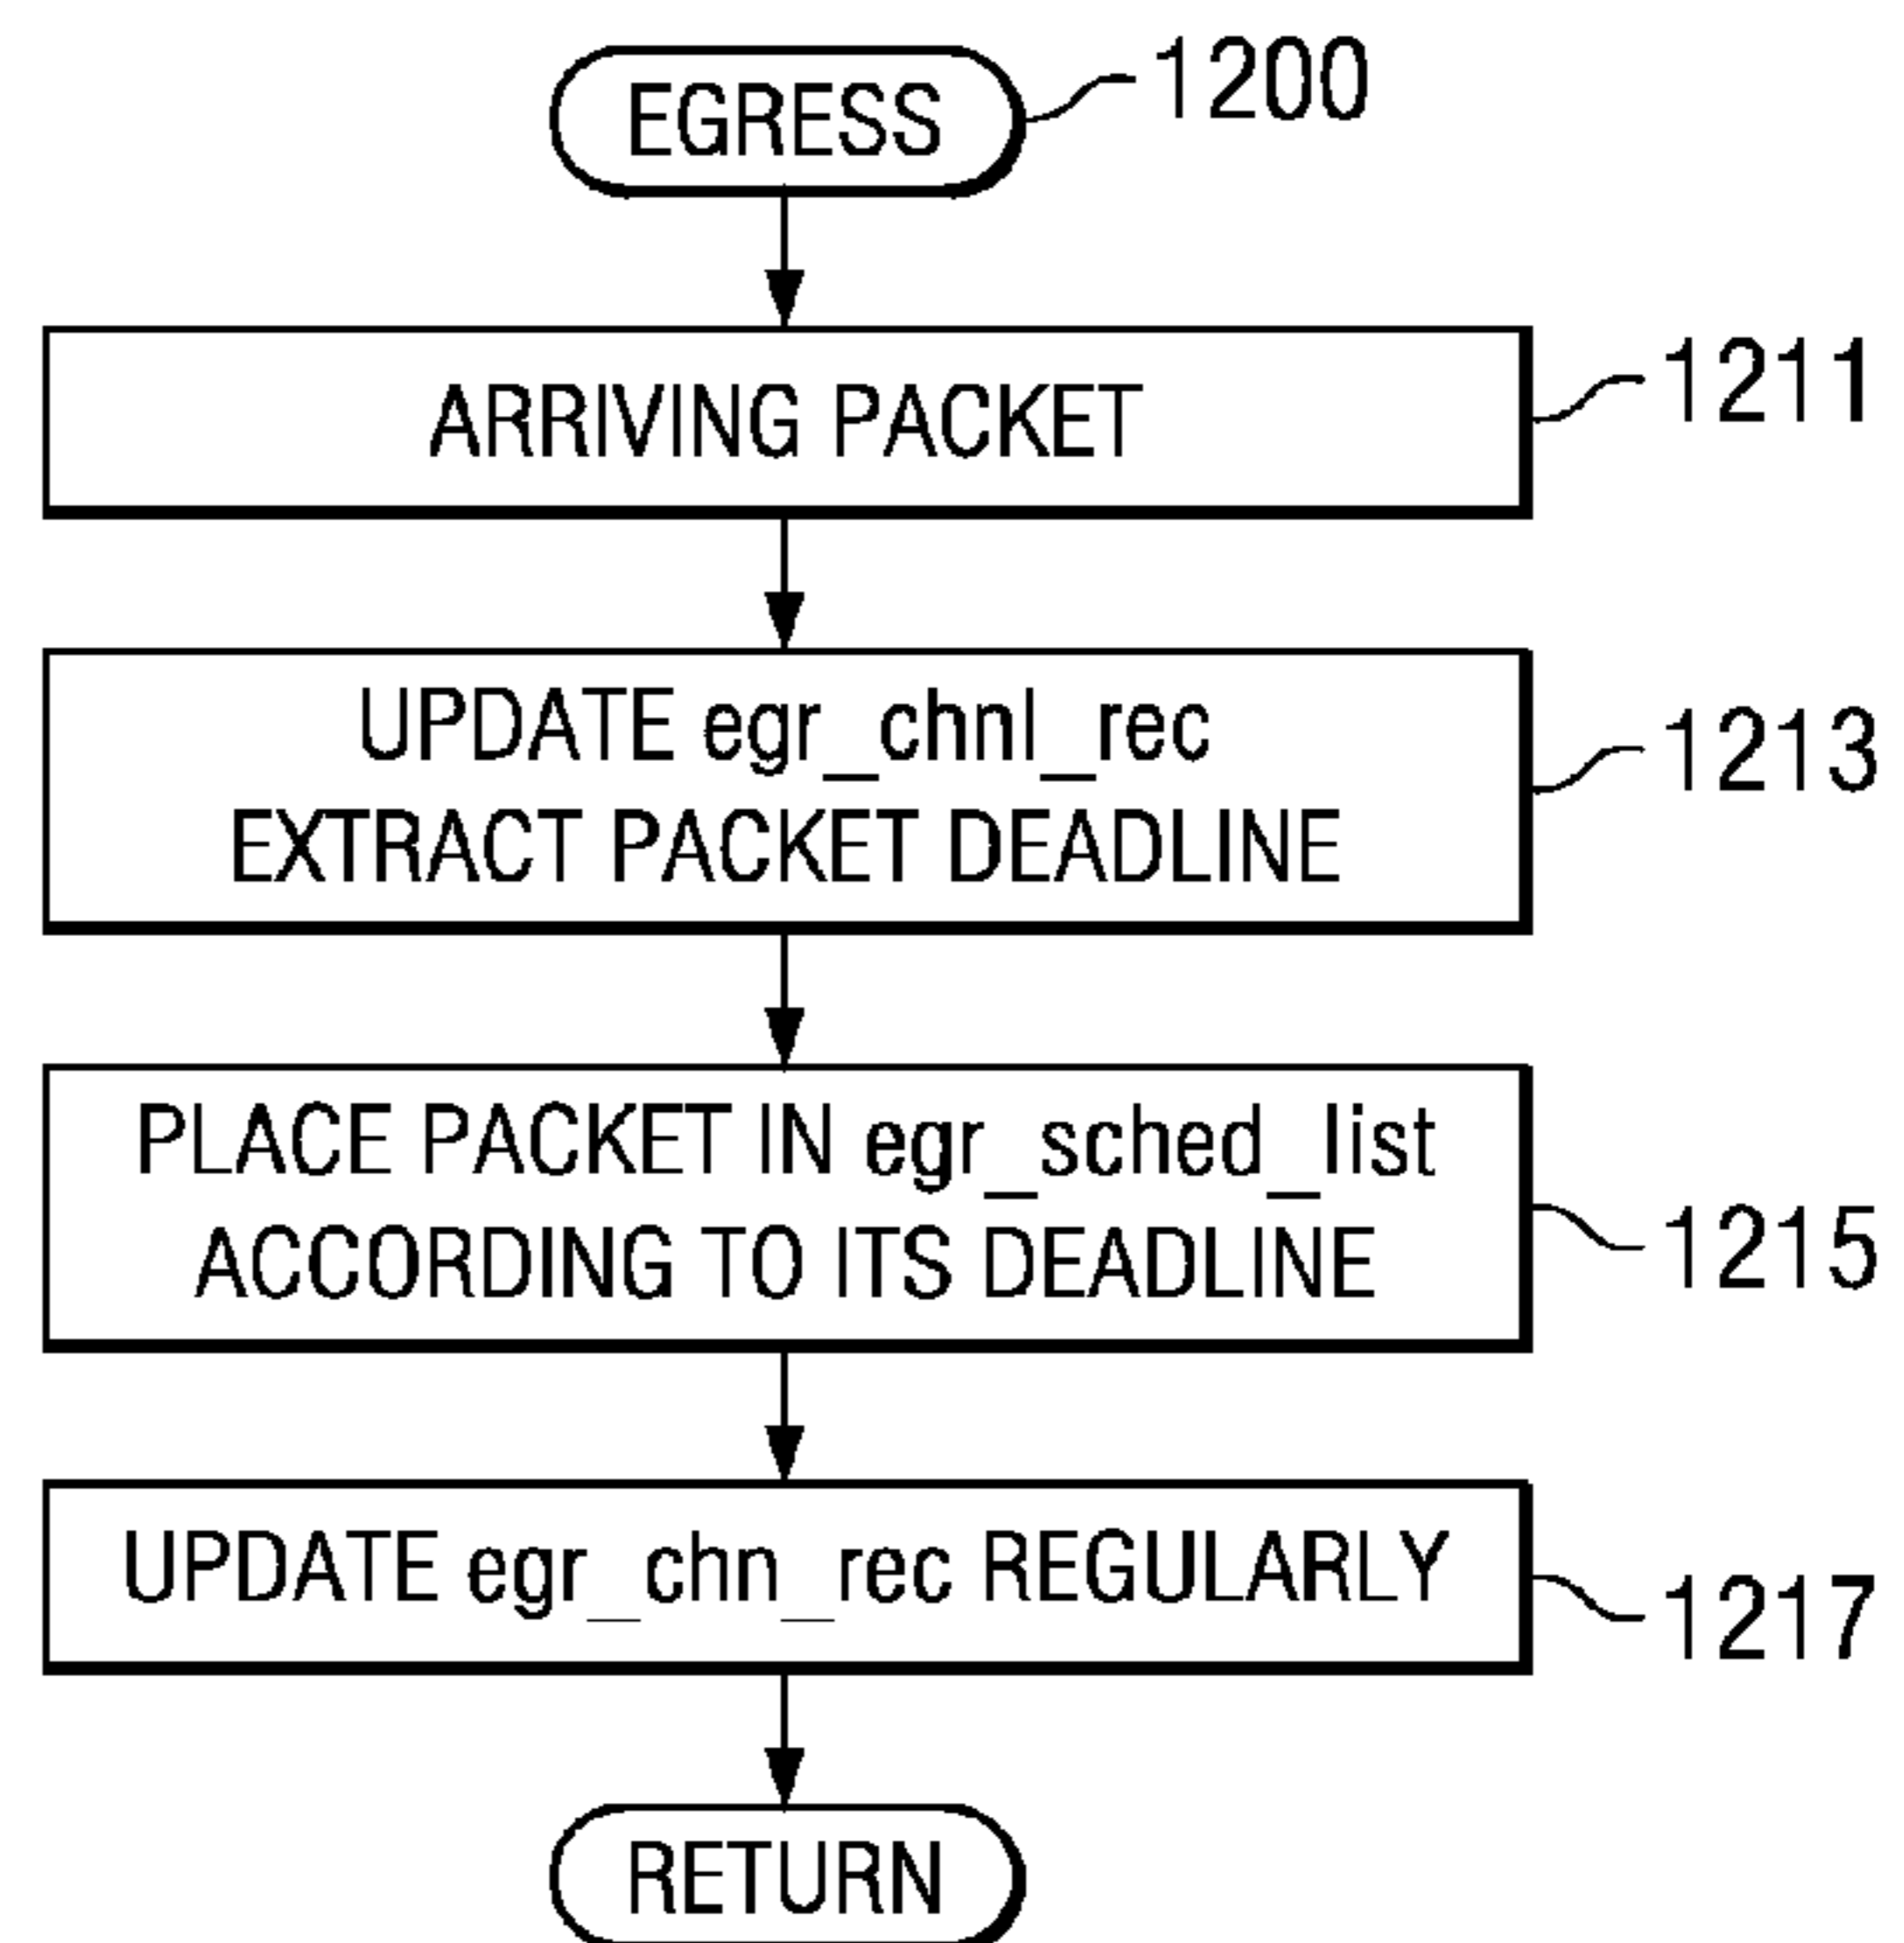 EGRESS
1200
ARRIVING PACKET
1211
UPDATE egr_chnl_rec
EXTRACT PACKET DEADLINE
1213
PLACE PACKET IN egr_sched_list
ACCORDING TO ITS DEADLINE
1215
UPDATE egr_chn_rec REGULARLY
1217
RETURN